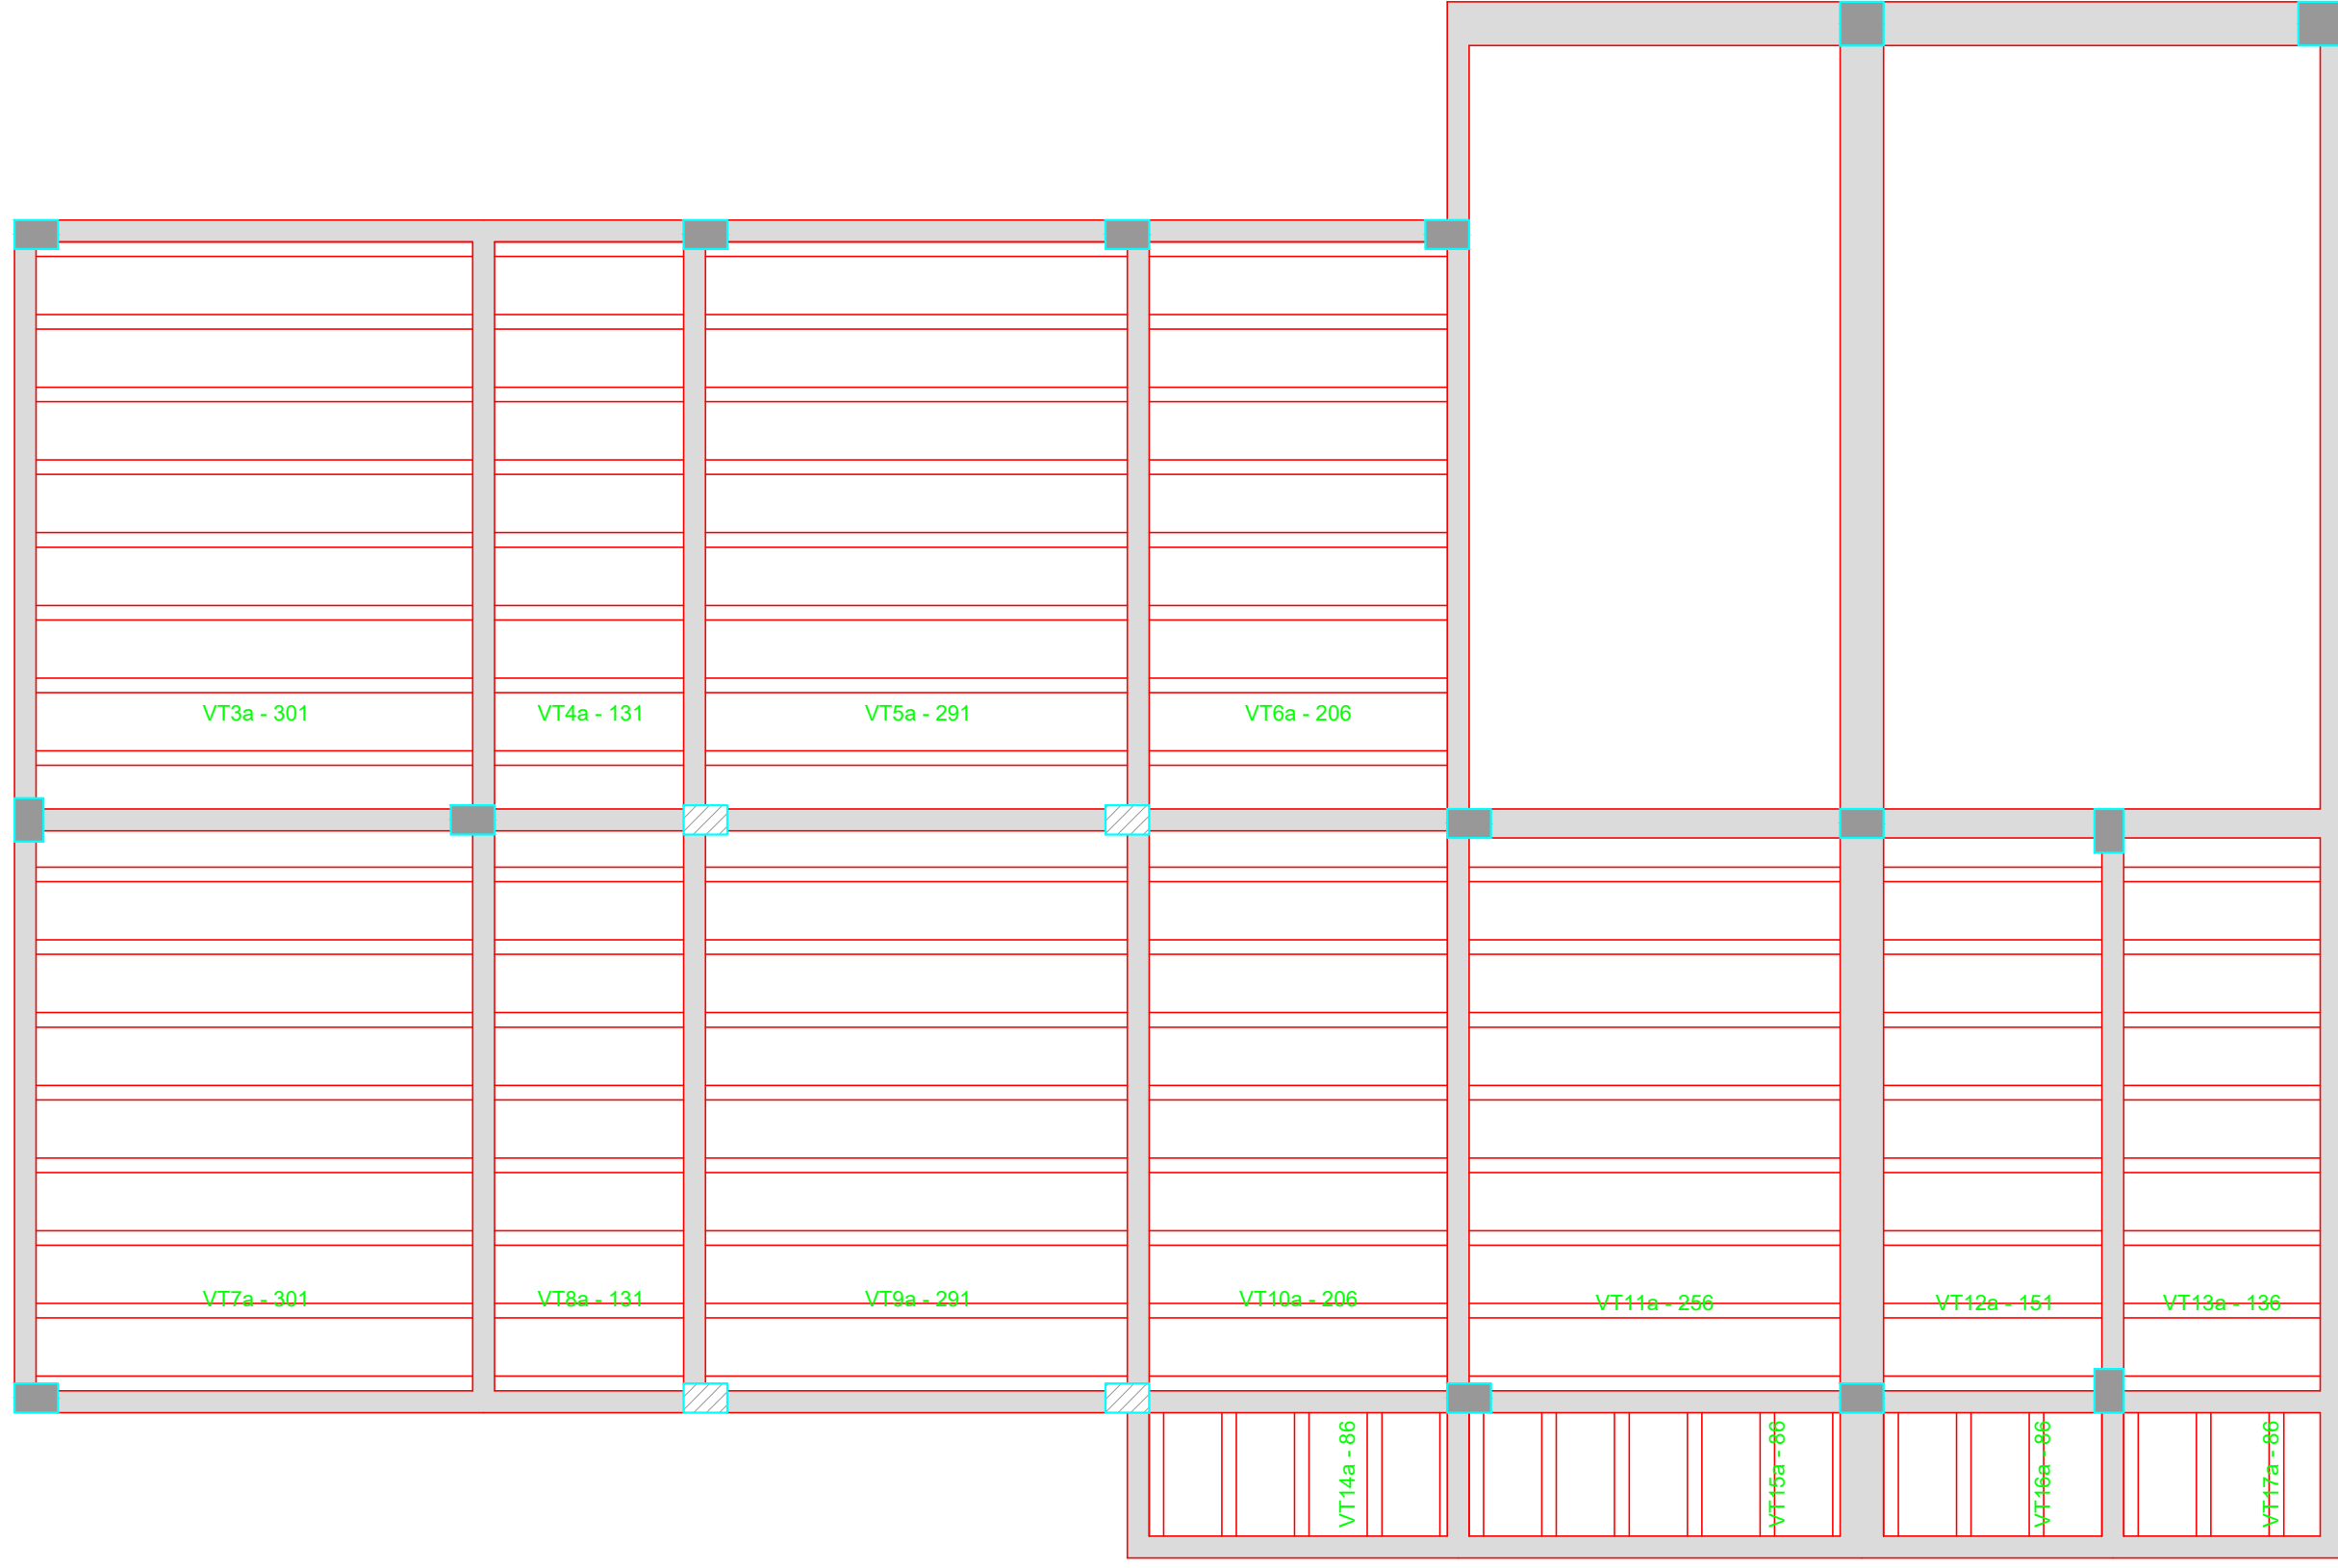 VT3a - 301
VT4a - 131
VT5a - 291
VT6a - 206
VT7a - 301
VT8a - 131
VT9a - 291
VT10a - 206
VT11a - 256
VT12a - 151
VT13a - 136
VT14a - 86
VT15a - 86
VT16a - 86
VT17a - 86